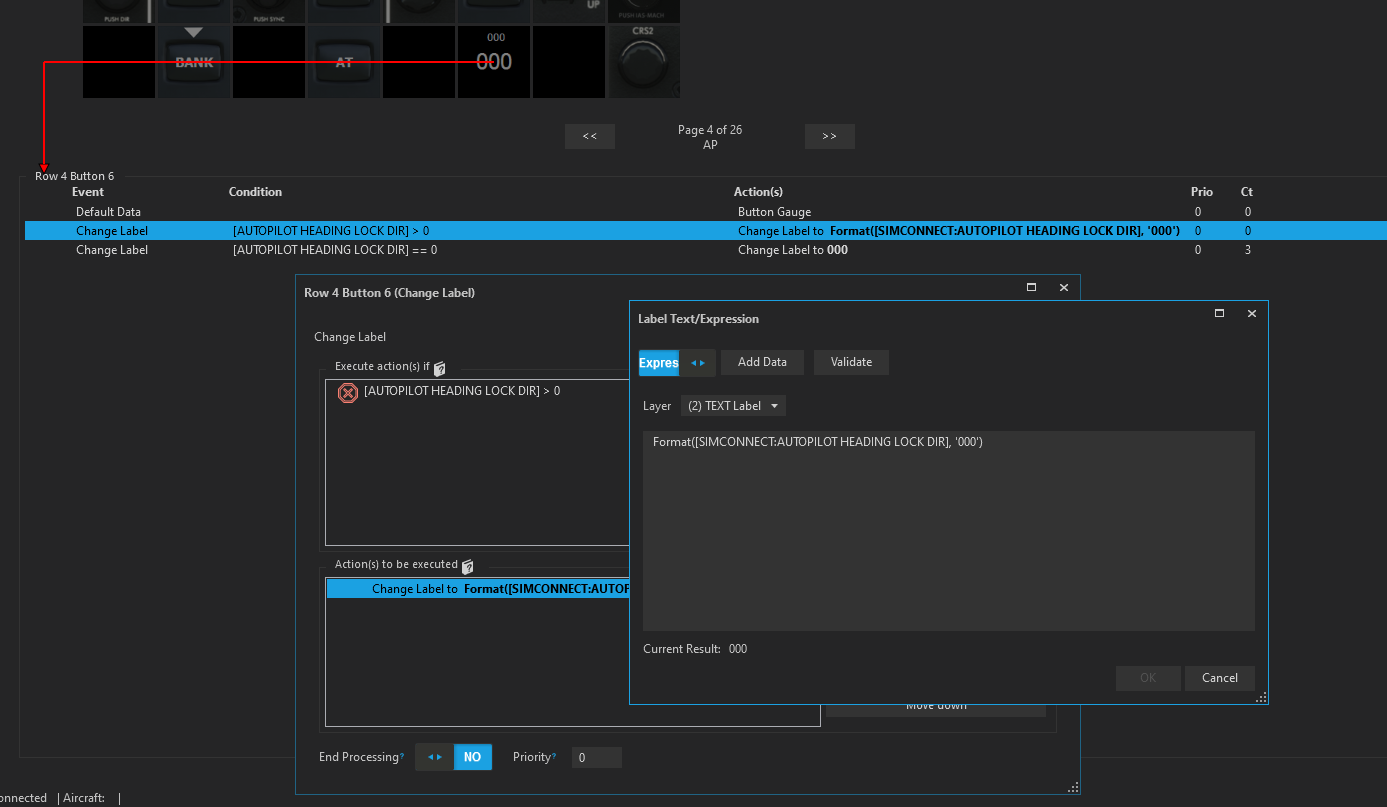 PUSH DIR
PUSH SYNC
UP
PUSH IAS-MACH
000
CRS2
BANK
AT
000
<< Page 4 of 26 >>
AP
Row 4 Button 6
Event Condition Action(s) Prio Ct
Default Data Button Gauge 0 0
Change Label [AUTOPILOT HEADING LOCK DIR] > 0 Change Label to Format([SIMCONNECT:AUTOPILOT HEADING LOCK DIR], '000') 0 0
Change Label [AUTOPILOT HEADING LOCK DIR] == 0 Change Label to 000 0 3
Row 4 Button 6 (Change Label)
Change Label
Execute action(s) if
[AUTOPILOT HEADING LOCK DIR] > 0
Action(s) to be executed
Change Label to Format([SIMCONNECT:AUTOP
Move down
End Processing? NO Priority? 0
Label Text/Expression
Expres Add Data Validate
Layer (2) TEXT Label
Format([SIMCONNECT:AUTOPILOT HEADING LOCK DIR], '000')
Current Result: 000
OK Cancel
onnected | Aircraft: |